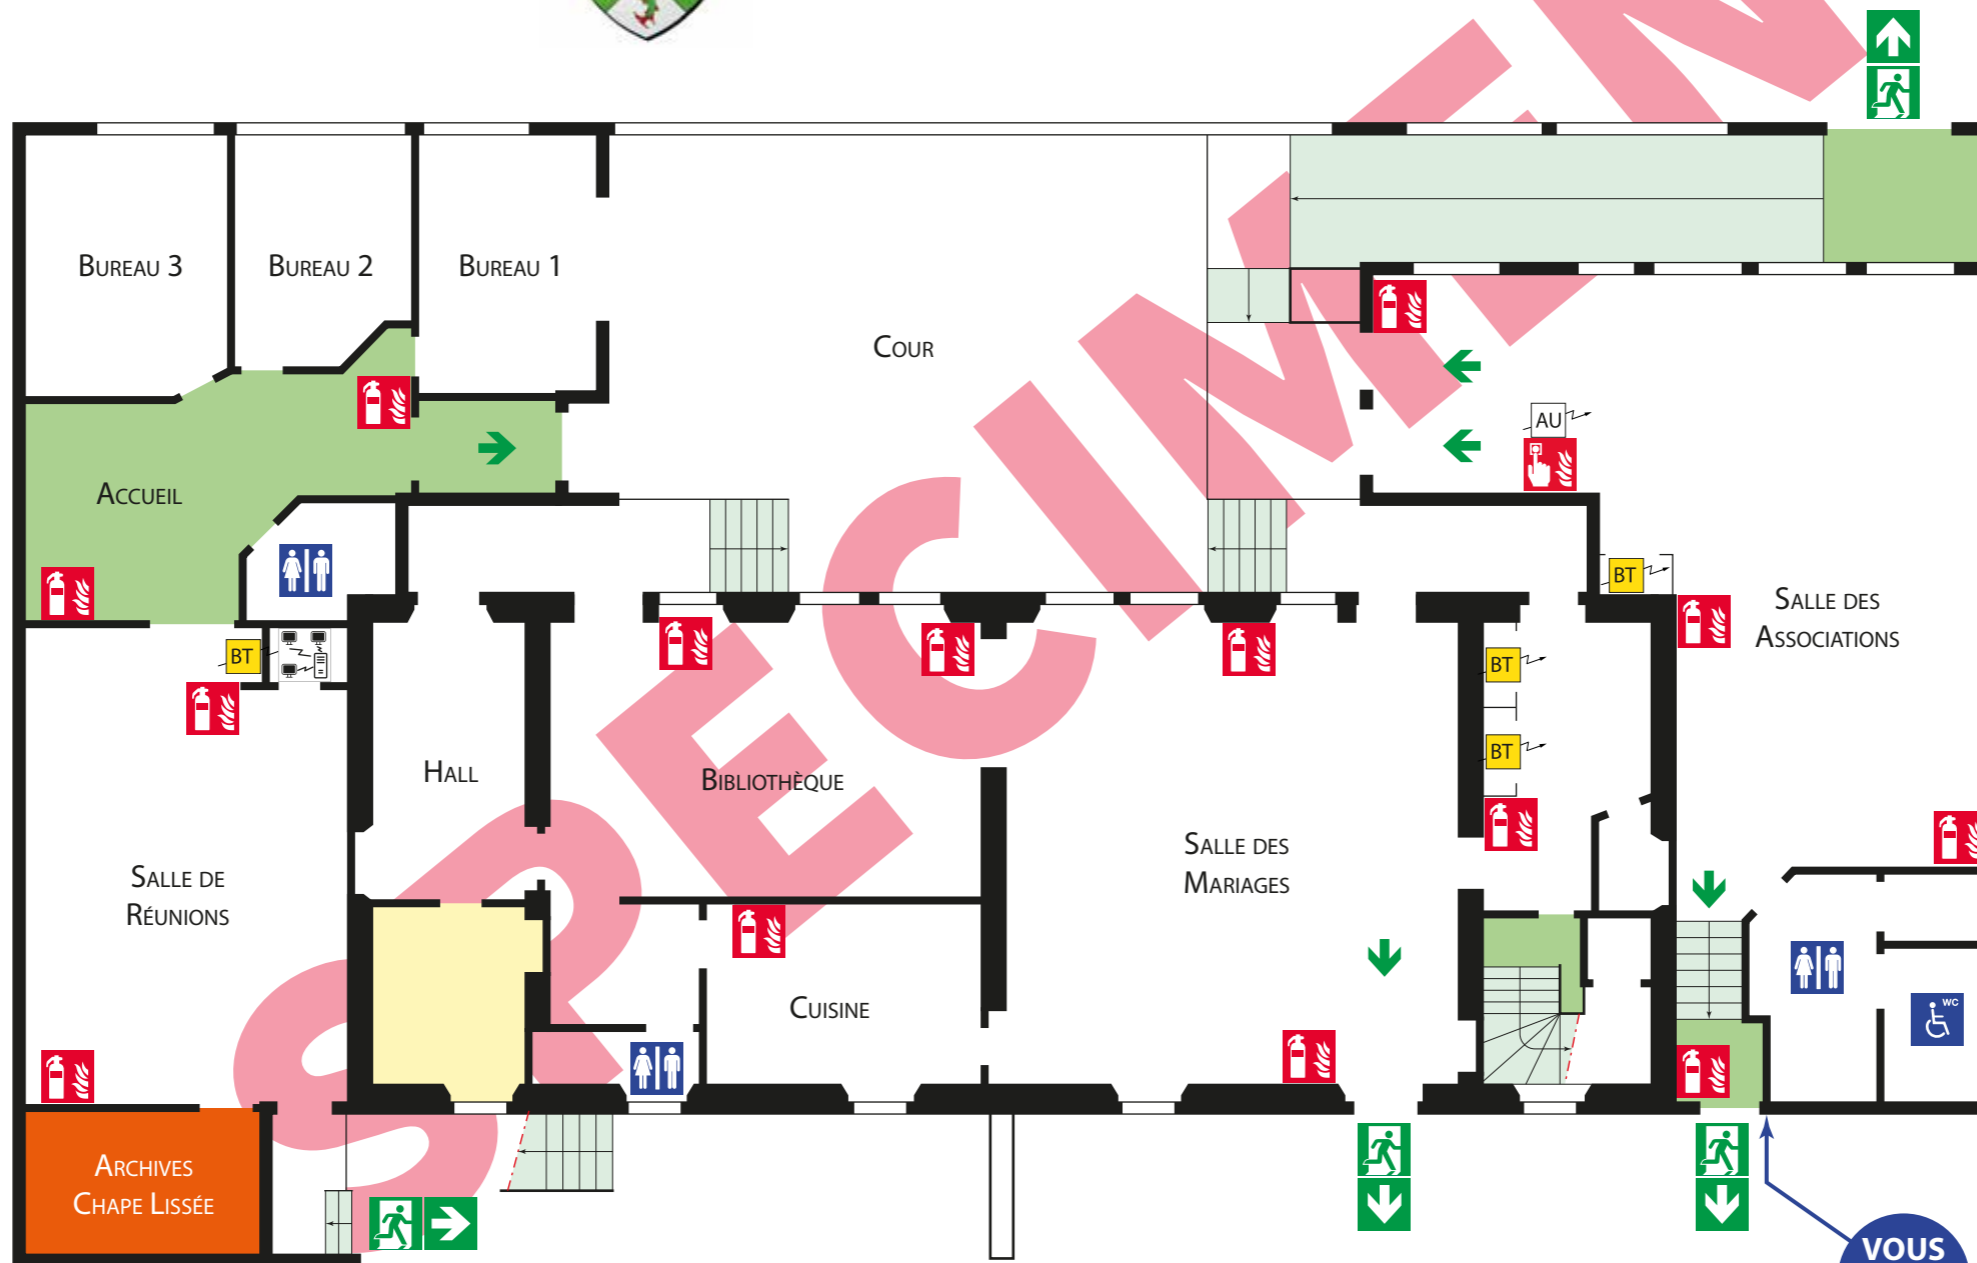 SPECIMEN
Bureau 3
Bureau 2
Bureau 1
Cour
AU
Accueil
BT
Salle des
Associations
BT
BT
BT
Hall
Bibliothèque
Salle des
Mariages
Salle de
Réunions
Cuisine
WC
Archives
Chape Lissée
VOUS